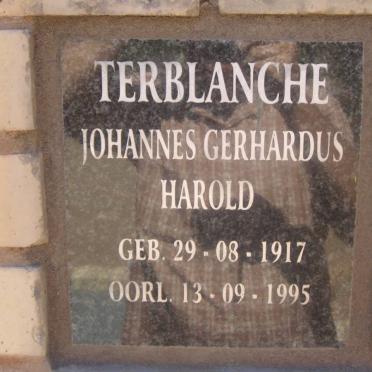 TERBLANCHE
JOHANNES GERHARDUS
HAROLD
GEB. 29 - 08 - 1917
OORL. 13 - 09 - 1995